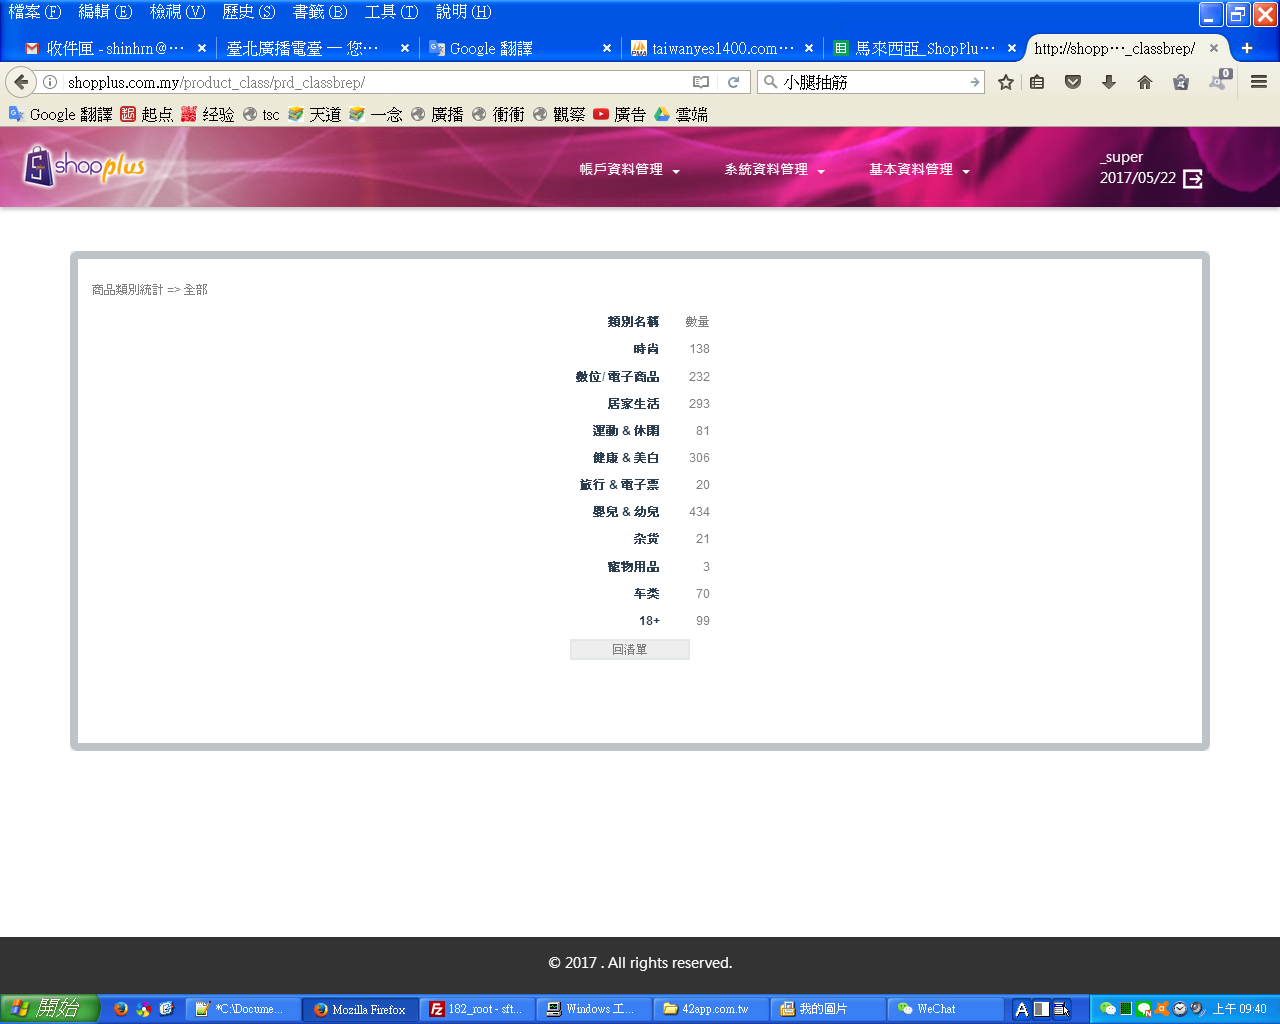 檔案 (F) 編輯 (E) 檢視 (V) 歷史 (S) 書籤 (B) 工具 (T) 說明 (H)
收件匣 - shinhrn@··· 臺北廣播電臺 一 您··· Google 翻譯 taiwanyes1400.com··· 馬來西亞_ShopPlu··· http://shopp···_classbrep/
shopplus.com.my/product_class/prd_classbrep/ 小腿抽筋 0
Google 翻譯 起点 经验 tsc 天道 一念 廣播 衝衝 觀察 廣告 雲端
shopplus 帳戶資料管理 系統資料管理 基本資料管理 _super
2017/05/22
商品類別統計 => 全部
類別名稱 數量
時尚 138
數位/電子商品 232
居家生活 293
運動 & 休閒 81
健康 & 美白 306
旅行 & 電子票 20
嬰兒 & 幼兒 434
杂货 21
寵物用品 3
车类 70
18+ 99
回清單
© 2017 . All rights reserved.
開始 *C:\Docume... Mozilla Firefox 182_root - sft... Windows 工... 42app.com.tw 我的圖片 WeChat A 上午 09:40